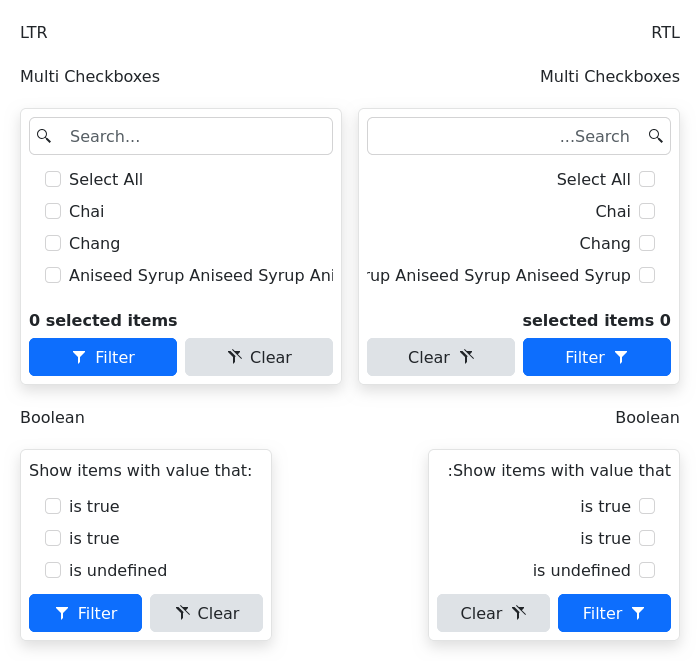 LTR
RTL
Multi Checkboxes
Multi Checkboxes
Search...
...Search
Select All
Select All
Chai
Chai
Chang
Chang
Aniseed Syrup Aniseed Syrup Ani
rup Aniseed Syrup Aniseed Syrup
0 selected items
selected items 0
Filter
Clear
Clear
Filter
Boolean
Boolean
Show items with value that:
:Show items with value that
is true
is true
is true
is true
is undefined
is undefined
Filter
Clear
Clear
Filter